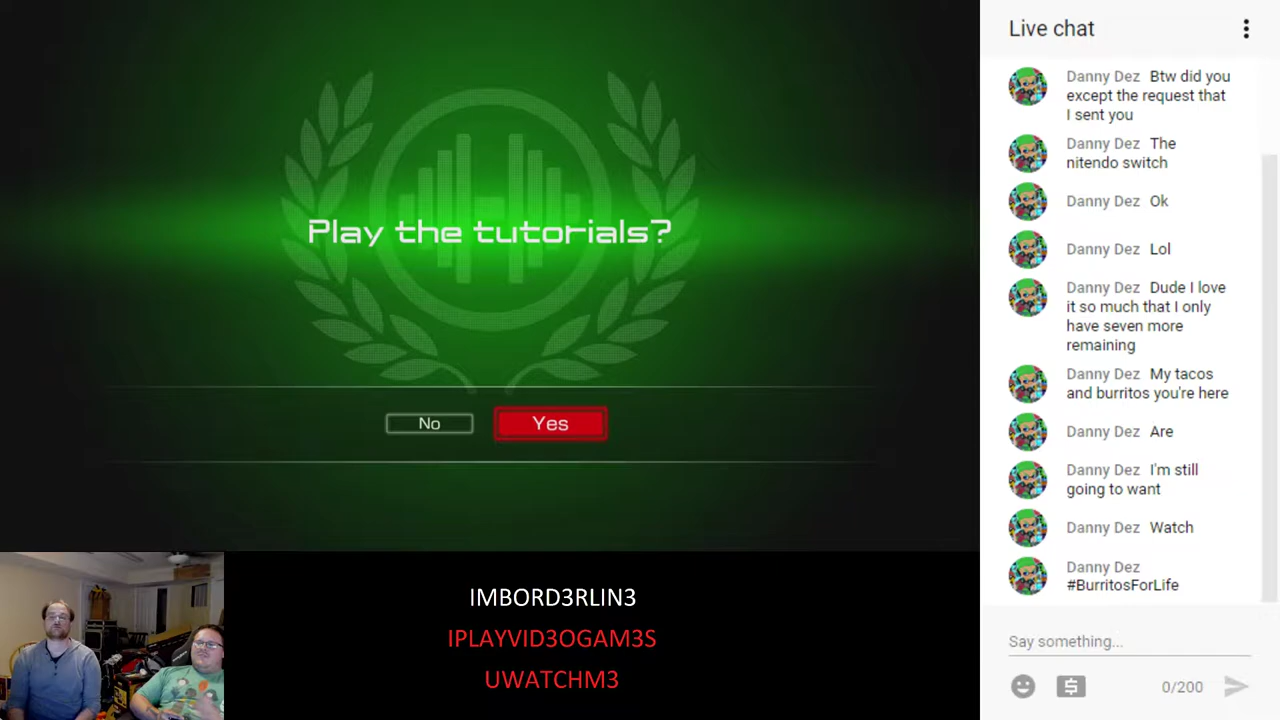 Play the tutorials?
No
Yes
IMBORD3RLIN3
IPLAYVID3OGAM3S
UWATCHM3
Live chat
Danny Dez Btw did you
except the request that
I sent you
Danny Dez The
nitendo switch
Danny Dez Ok
Danny Dez Lol
Danny Dez Dude I love
it so much that I only
have seven more
remaining
Danny Dez My tacos
and burritos you're here
Danny Dez Are
Danny Dez I'm still
going to want
Danny Dez Watch
Danny Dez
#BurritosForLife
Say something...
0/200